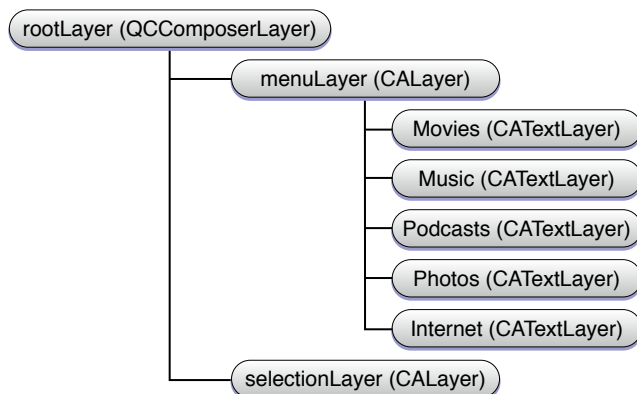 rootLayer (QCComposerLayer)
menuLayer (CALayer)
Movies (CATextLayer)
Music (CATextLayer)
Podcasts (CATextLayer)
Photos (CATextLayer)
Internet (CATextLayer)
selectionLayer (CALayer)